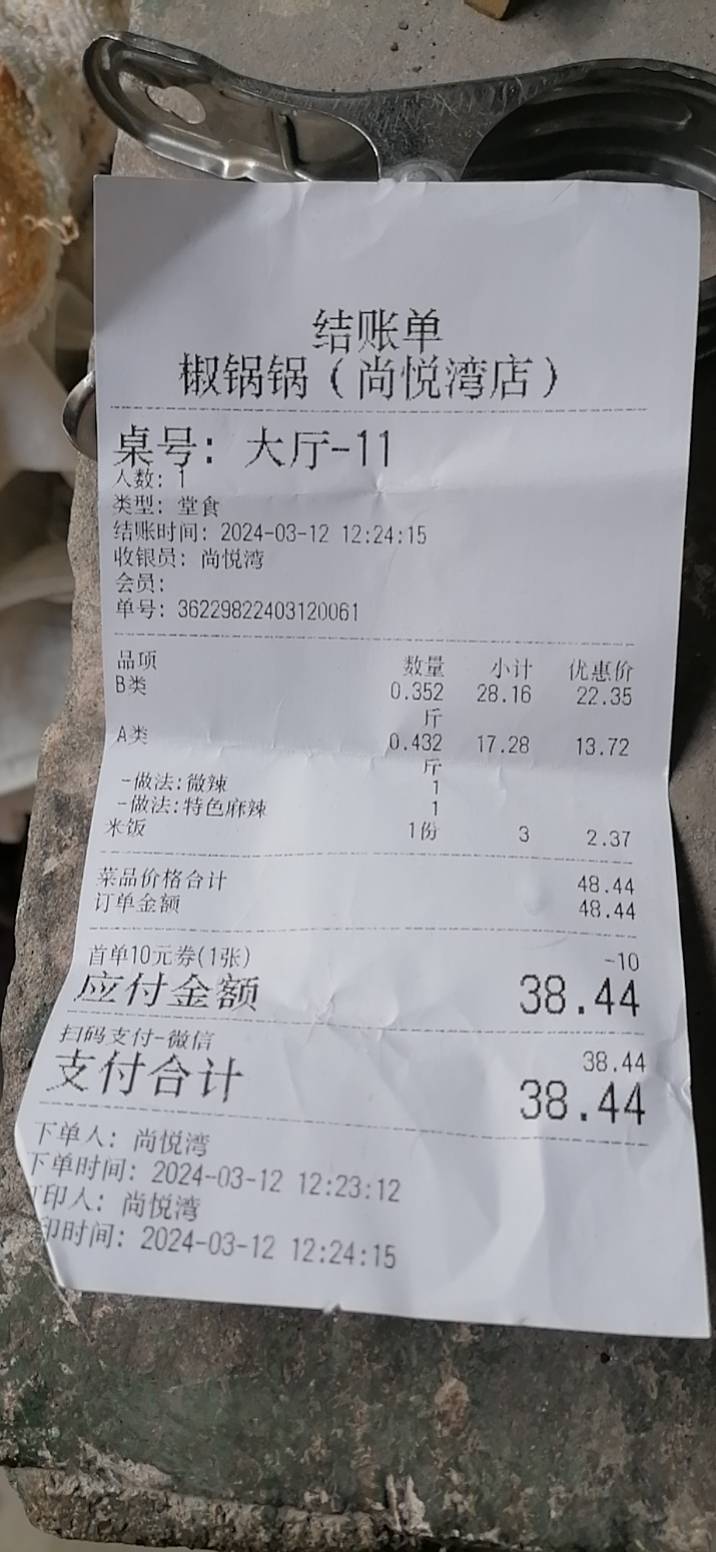 结账单
椒锅锅（尚悦湾店）
桌号：大厅-11
人数：1
类型：堂食
结账时间：2024-03-12 12:24:15
收银员：尚悦湾
会员：
单号：36229822403120061
品项 数量 小计 优惠价
B类 0.352 28.16 22.35
斤
A类 0.432 17.28 13.72
斤
-做法:微辣 1
-做法:特色麻辣 1
米饭 1份 3 2.37
菜品价格合计 48.44
订单金额 48.44
首单10元券(1张) -10
应付金额 38.44
扫码支付-微信 38.44
支付合计 38.44
下单人：尚悦湾
下单时间：2024-03-12 12:23:12
印人：尚悦湾
印时间：2024-03-12 12:24:15